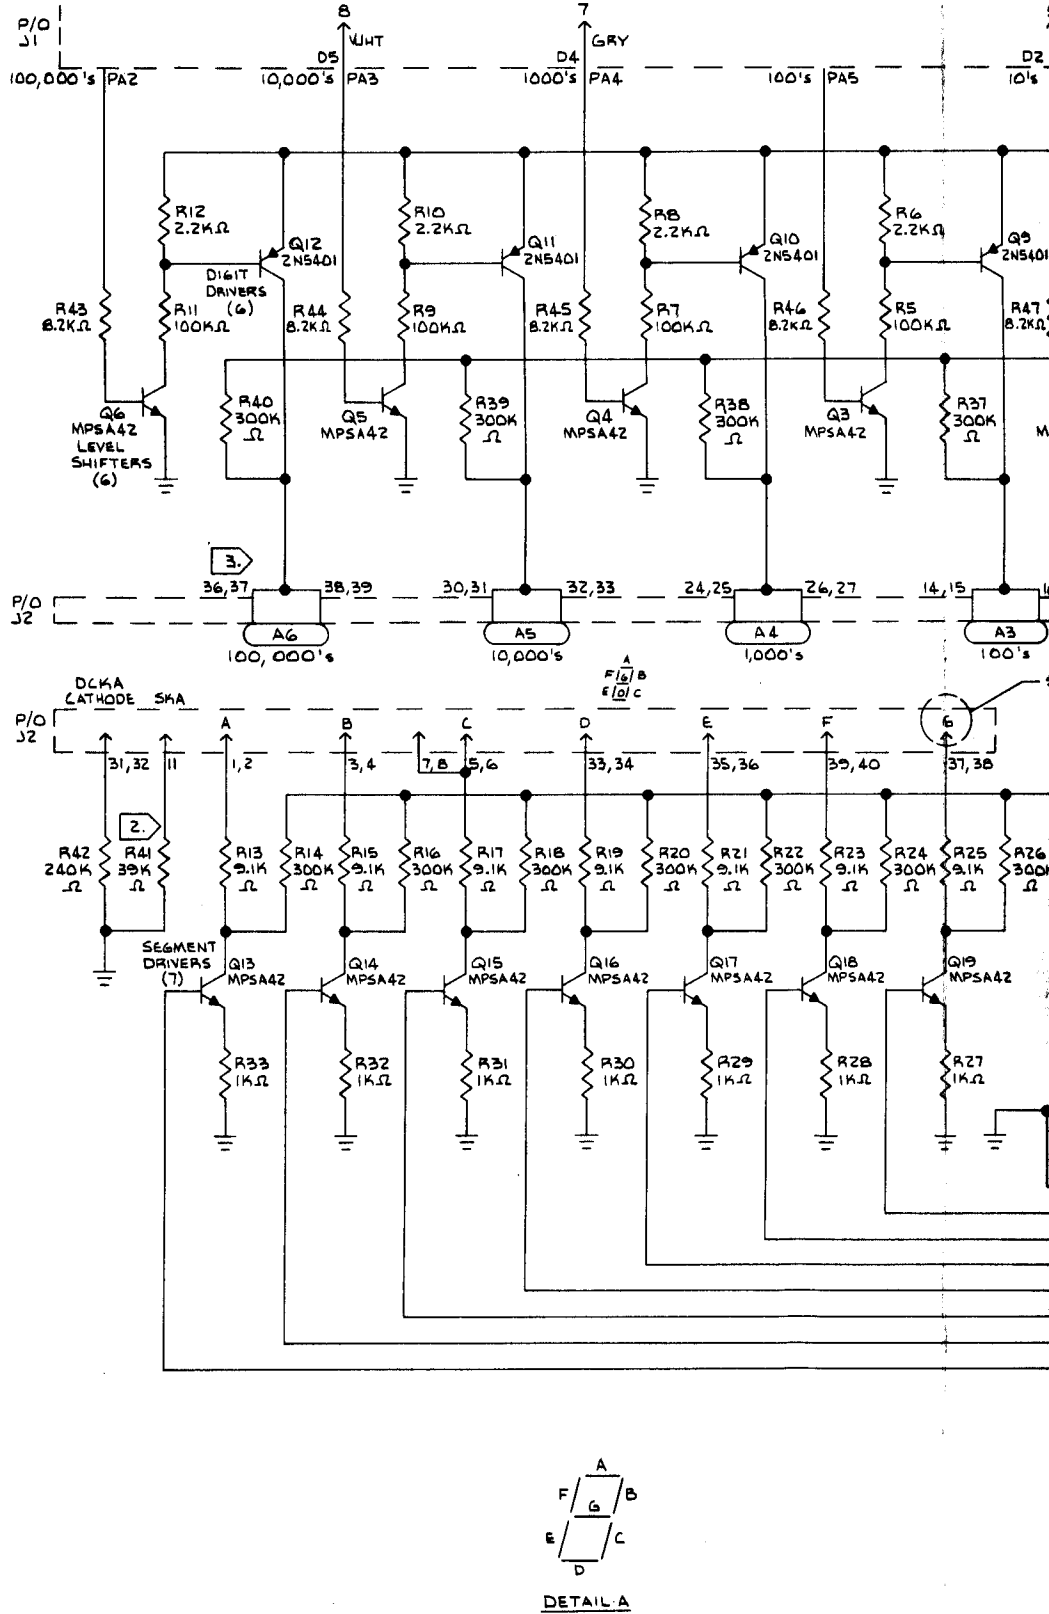 P/O J1
8
WHT
7
GRY
D5
D4
D2
100,000's PA2
10,000's PA3
1000's PA4
100's PA5
10's
R12 2.2KΩ
R10 2.2KΩ
R8 2.2KΩ
R6 2.2KΩ
Q12 2N5401
Q11 2N5401
Q10 2N5401
Q9 2N5401
DIGIT DRIVERS (6)
R43 8.2KΩ
R11 100KΩ
R44 8.2KΩ
R9 100KΩ
R45 8.2KΩ
R7 100KΩ
R46 8.2KΩ
R5 100KΩ
R47 8.2KΩ
Q6 MPSA42 LEVEL SHIFTERS (6)
R40 300K Ω
Q5 MPSA42
R39 300K Ω
Q4 MPSA42
R38 300K Ω
Q3 MPSA42
R37 300K Ω
M
3.
36,37
38,39
30,31
32,33
24,25
26,27
14,15
P/O J2
A6
A5
A4
A3
100,000's
10,000's
1,000's
100's
A
F/G/B
E/D/C
DCKA CATHODE
SKA
P/O J2
A
B
C
D
E
F
G
31,32
11
1,2
3,4
7,8
5,6
33,34
35,36
39,40
37,38
2.
R42 240K Ω
R41 39K Ω
R13 9.1K Ω
R14 300K Ω
R15 9.1K Ω
R16 300K Ω
R17 9.1K Ω
R18 300K Ω
R19 9.1K Ω
R20 300K Ω
R21 9.1K Ω
R22 300K Ω
R23 9.1K Ω
R24 300K Ω
R25 9.1K Ω
R26 300K
SEGMENT DRIVERS (7)
Q13 MPSA42
Q14 MPSA42
Q15 MPSA42
Q16 MPSA42
Q17 MPSA42
Q18 MPSA42
Q19 MPSA42
R33 1KΩ
R32 1KΩ
R31 1KΩ
R30 1KΩ
R29 1KΩ
R28 1KΩ
R27 1KΩ
A
F
B
G
E
C
D
DETAIL A